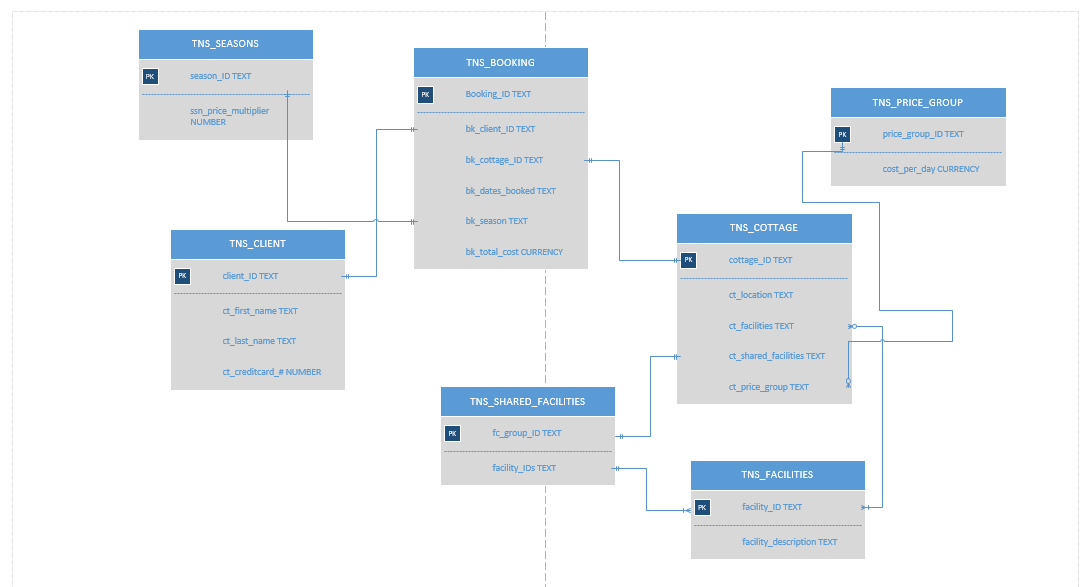 TNS_SEASONS
PK
season_ID TEXT
ssn_price_multiplier
NUMBER
TNS_BOOKING
PK
Booking_ID TEXT
bk_client_ID TEXT
bk_cottage_ID TEXT
bk_dates_booked TEXT
bk_season TEXT
bk_total_cost CURRENCY
TNS_PRICE_GROUP
PK
price_group_ID TEXT
cost_per_day CURRENCY
TNS_CLIENT
PK
client_ID TEXT
ct_first_name TEXT
ct_last_name TEXT
ct_creditcard_# NUMBER
TNS_COTTAGE
PK
cottage_ID TEXT
ct_location TEXT
ct_facilities TEXT
ct_shared_facilities TEXT
ct_price_group TEXT
TNS_SHARED_FACILITIES
PK
fc_group_ID TEXT
facility_IDs TEXT
TNS_FACILITIES
PK
facility_ID TEXT
facility_description TEXT